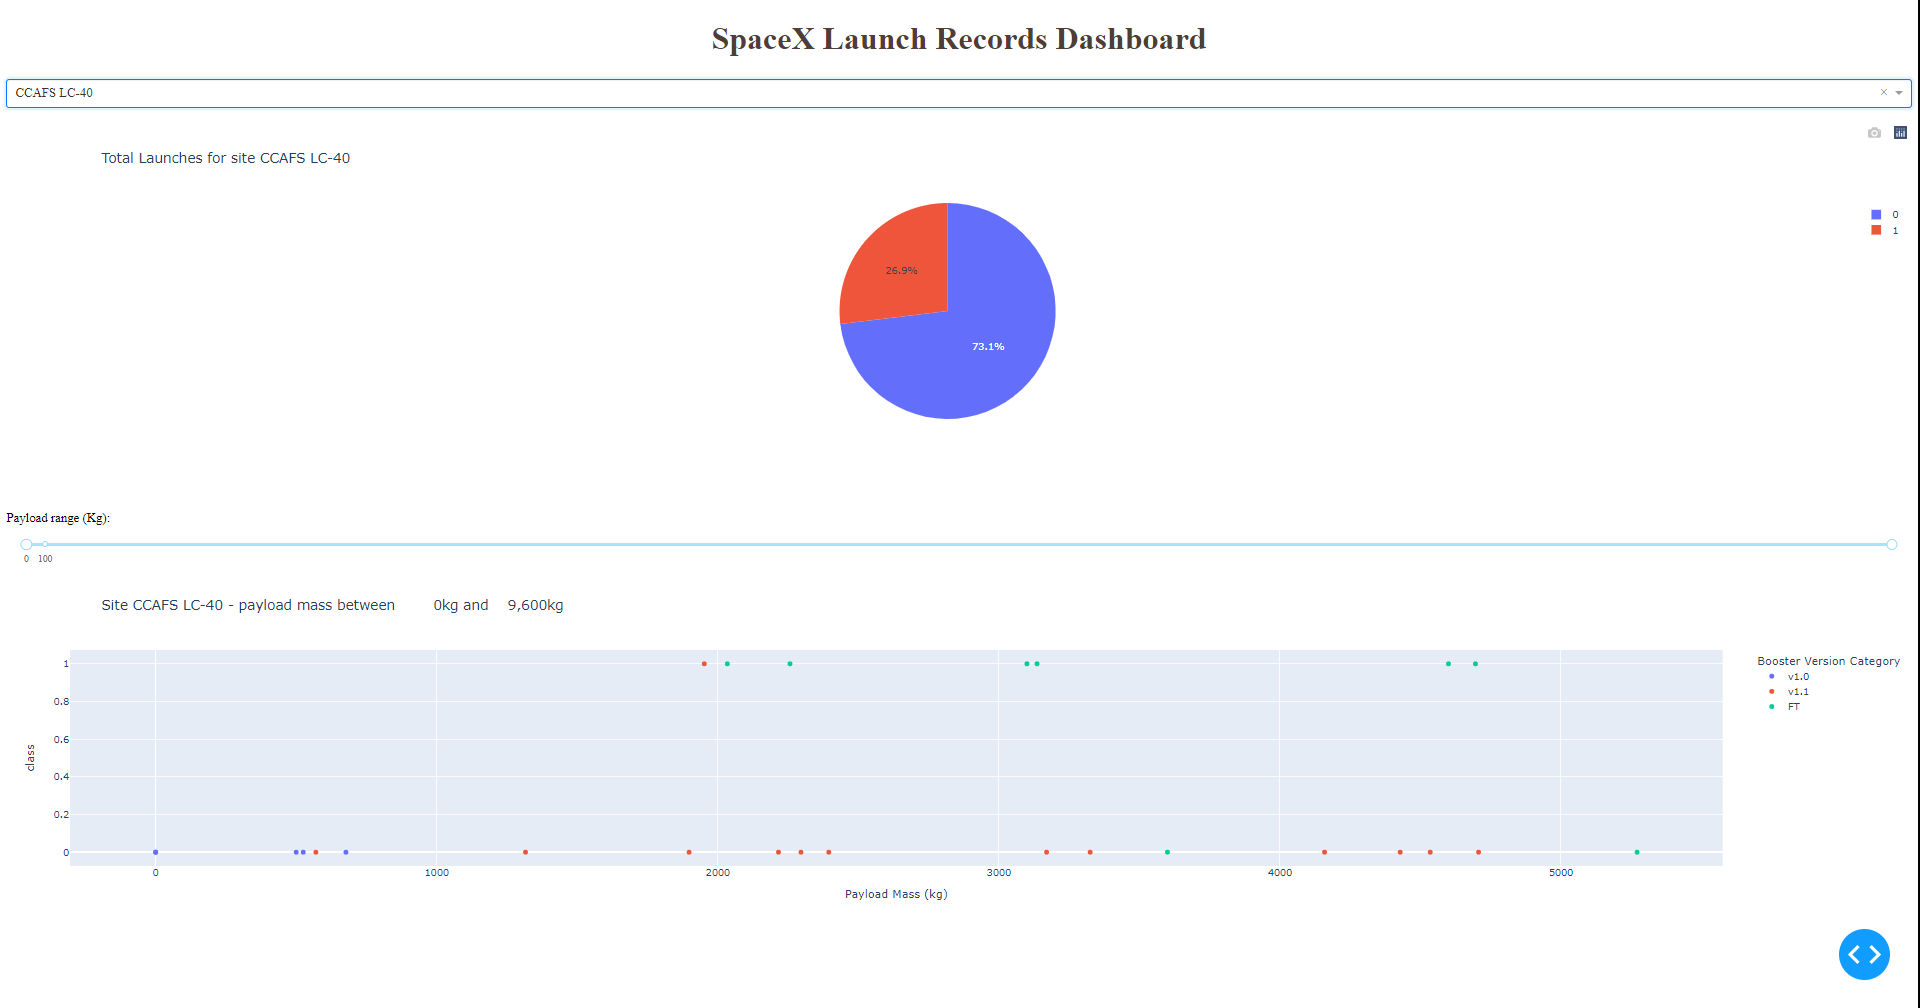 SpaceX Launch Records Dashboard
CCAFS LC-40
×
Total Launches for site CCAFS LC-40
0
1
26.9%
73.1%
Payload range (Kg):
0 100
Site CCAFS LC-40 - payload mass between 0kg and 9,600kg
Booster Version Category
v1.0
v1.1
FT
1
0.8
0.6
0.4
0.2
0
class
0 1000 2000 3000 4000 5000
Payload Mass (kg)